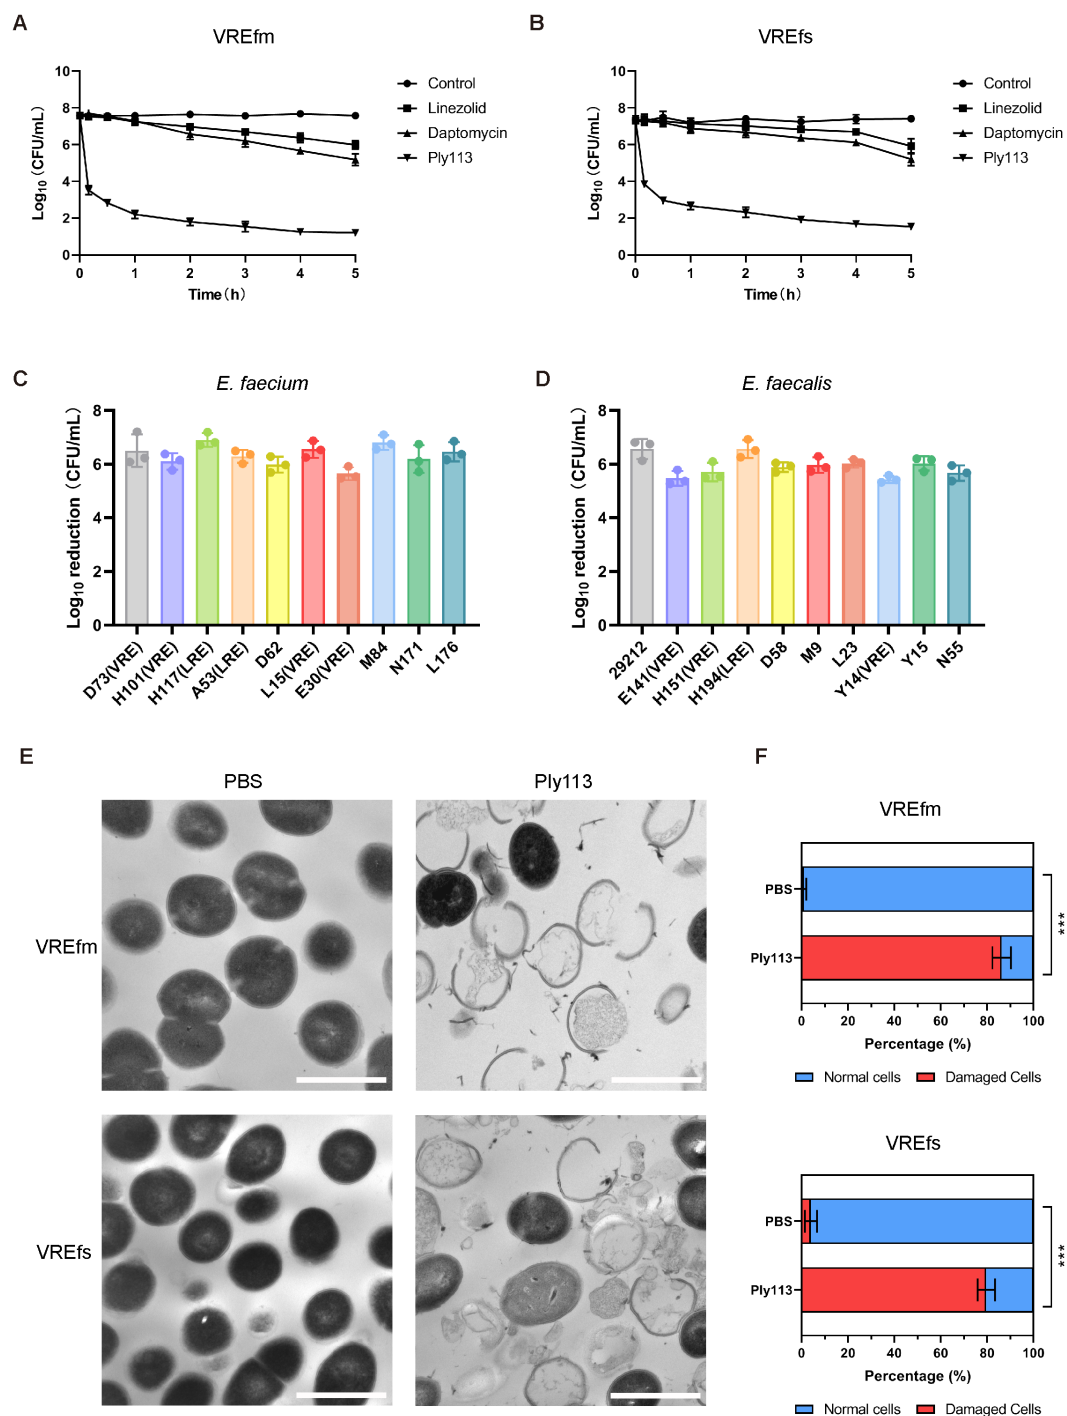 A
VREfm
Log10 (CFU/mL)
10
8
6
4
2
0
0 1 2 3 4 5
Time(h)
Control
Linezolid
Daptomycin
Ply113
B
VREfs
Log10 (CFU/mL)
10
8
6
4
2
0
0 1 2 3 4 5
Time(h)
Control
Linezolid
Daptomycin
Ply113
C
E. faecium
Log10 reduction (CFU/mL)
8
6
4
2
0
D73(VRE)
H101(VRE)
H117(LRE)
A53(LRE)
D62
L15(VRE)
E30(VRE)
M84
N171
L176
D
E. faecalis
Log10 reduction (CFU/mL)
8
6
4
2
0
29212
E141(VRE)
H151(VRE)
H194(LRE)
D58
M9
L23
Y14(VRE)
Y15
N55
E
PBS Ply113
VREfm
VREfs
F
VREfm
PBS
Ply113
***
0 20 40 60 80 100
Percentage (%)
Normal cells Damaged Cells
VREfs
PBS
Ply113
***
0 20 40 60 80 100
Percentage (%)
Normal cells Damaged Cells